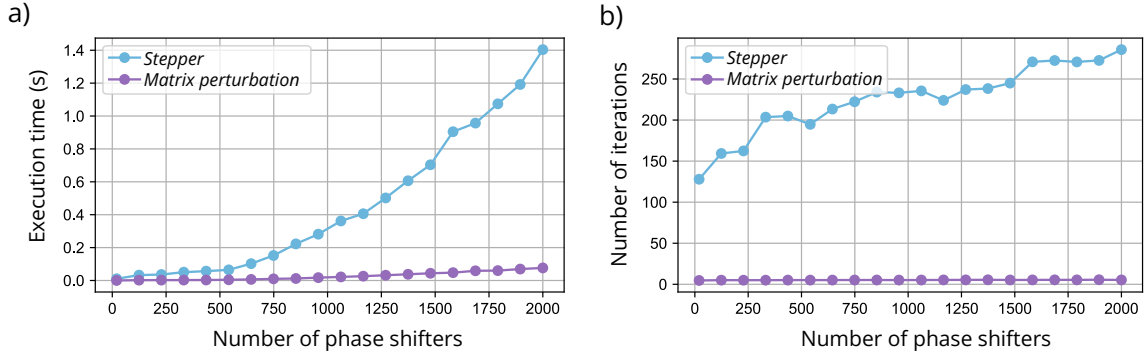 a)
Execution time (s)
1.4
1.2
1.0
0.8
0.6
0.4
0.2
0.0
Stepper
Matrix perturbation
0 250 500 750 1000 1250 1500 1750 2000
Number of phase shifters
b)
Number of iterations
250
200
150
100
50
0
Stepper
Matrix perturbation
0 250 500 750 1000 1250 1500 1750 2000
Number of phase shifters